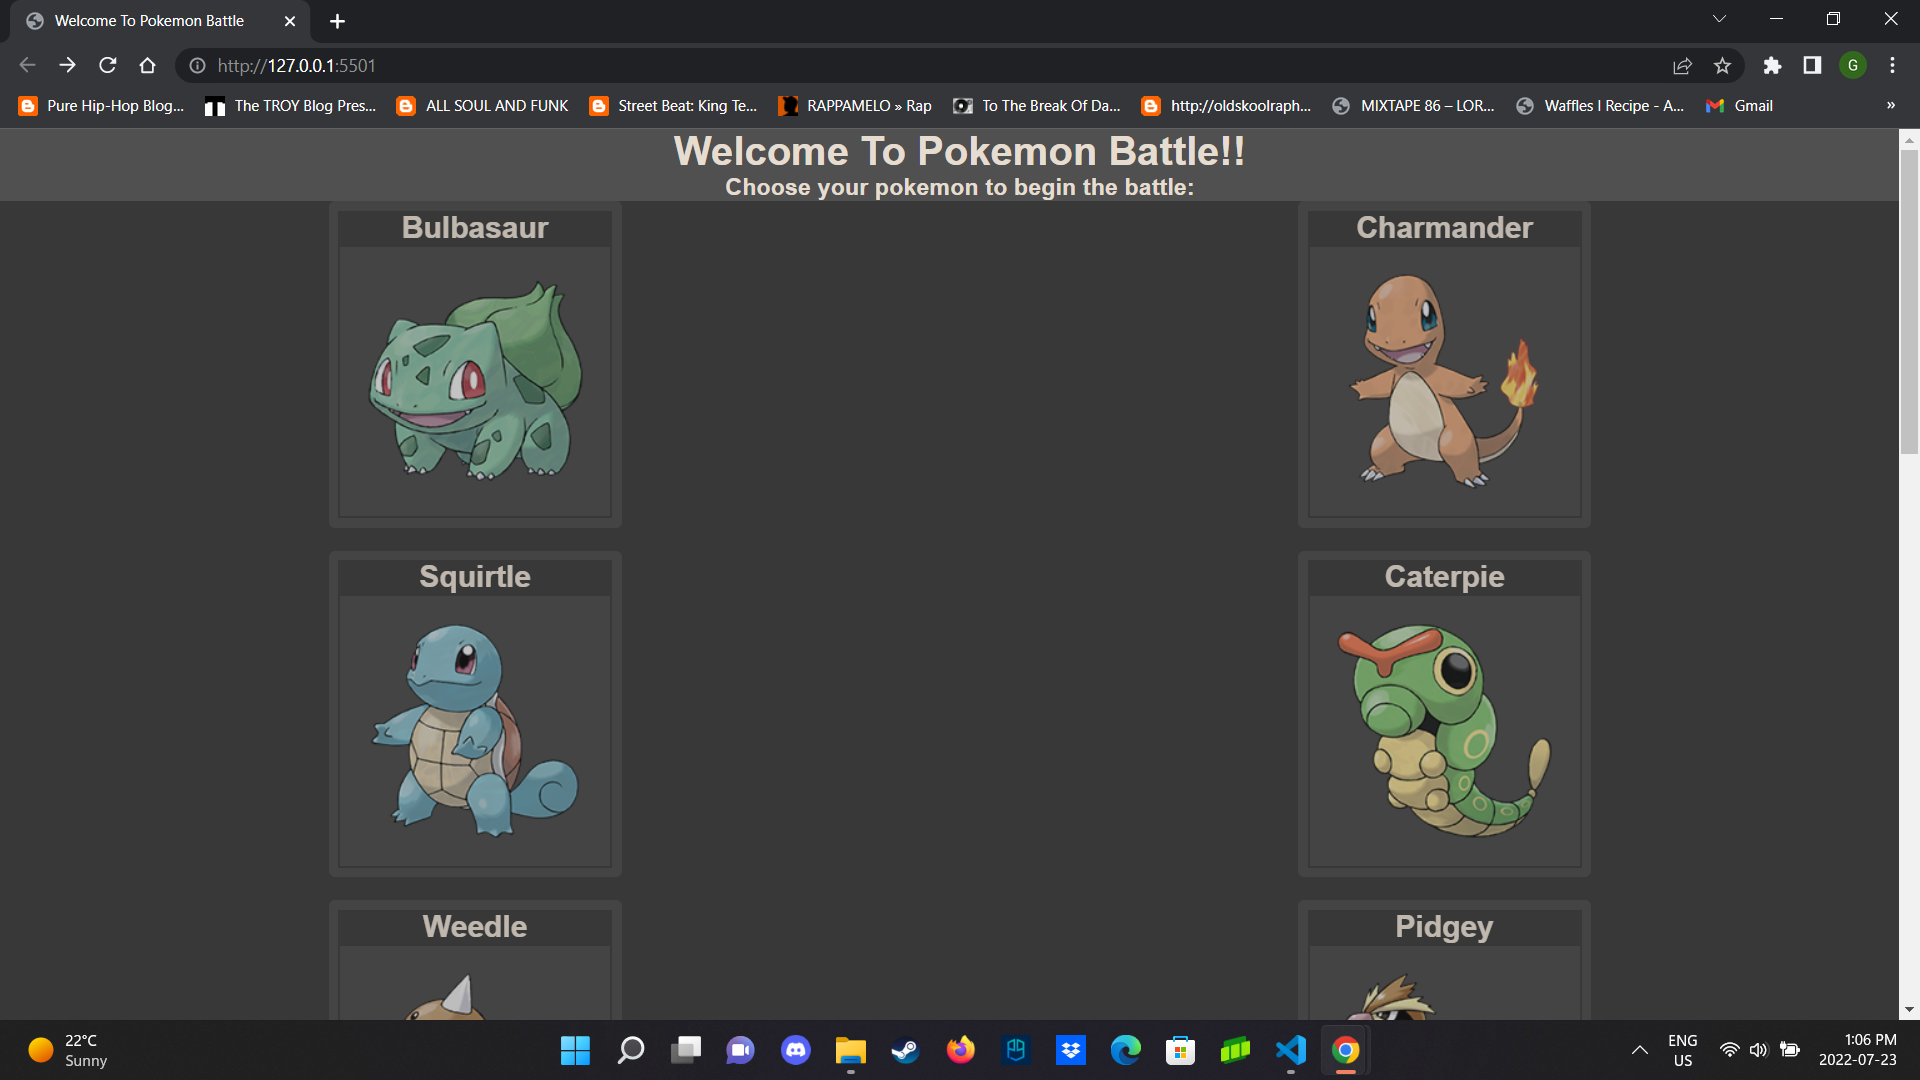 Welcome To Pokemon Battle
http://127.0.0.1:5501
G
Pure Hip-Hop Blog...
The TROY Blog Pres...
ALL SOUL AND FUNK
Street Beat: King Te...
RAPPAMELO » Rap
To The Break Of Da...
http://oldskoolraph...
MIXTAPE 86 – LOR...
Waffles I Recipe - A...
Gmail
»
Welcome To Pokemon Battle!!
Choose your pokemon to begin the battle:
Bulbasaur
Charmander
Squirtle
Caterpie
Weedle
Pidgey
22°C
Sunny
ENG
US
1:06 PM
2022-07-23